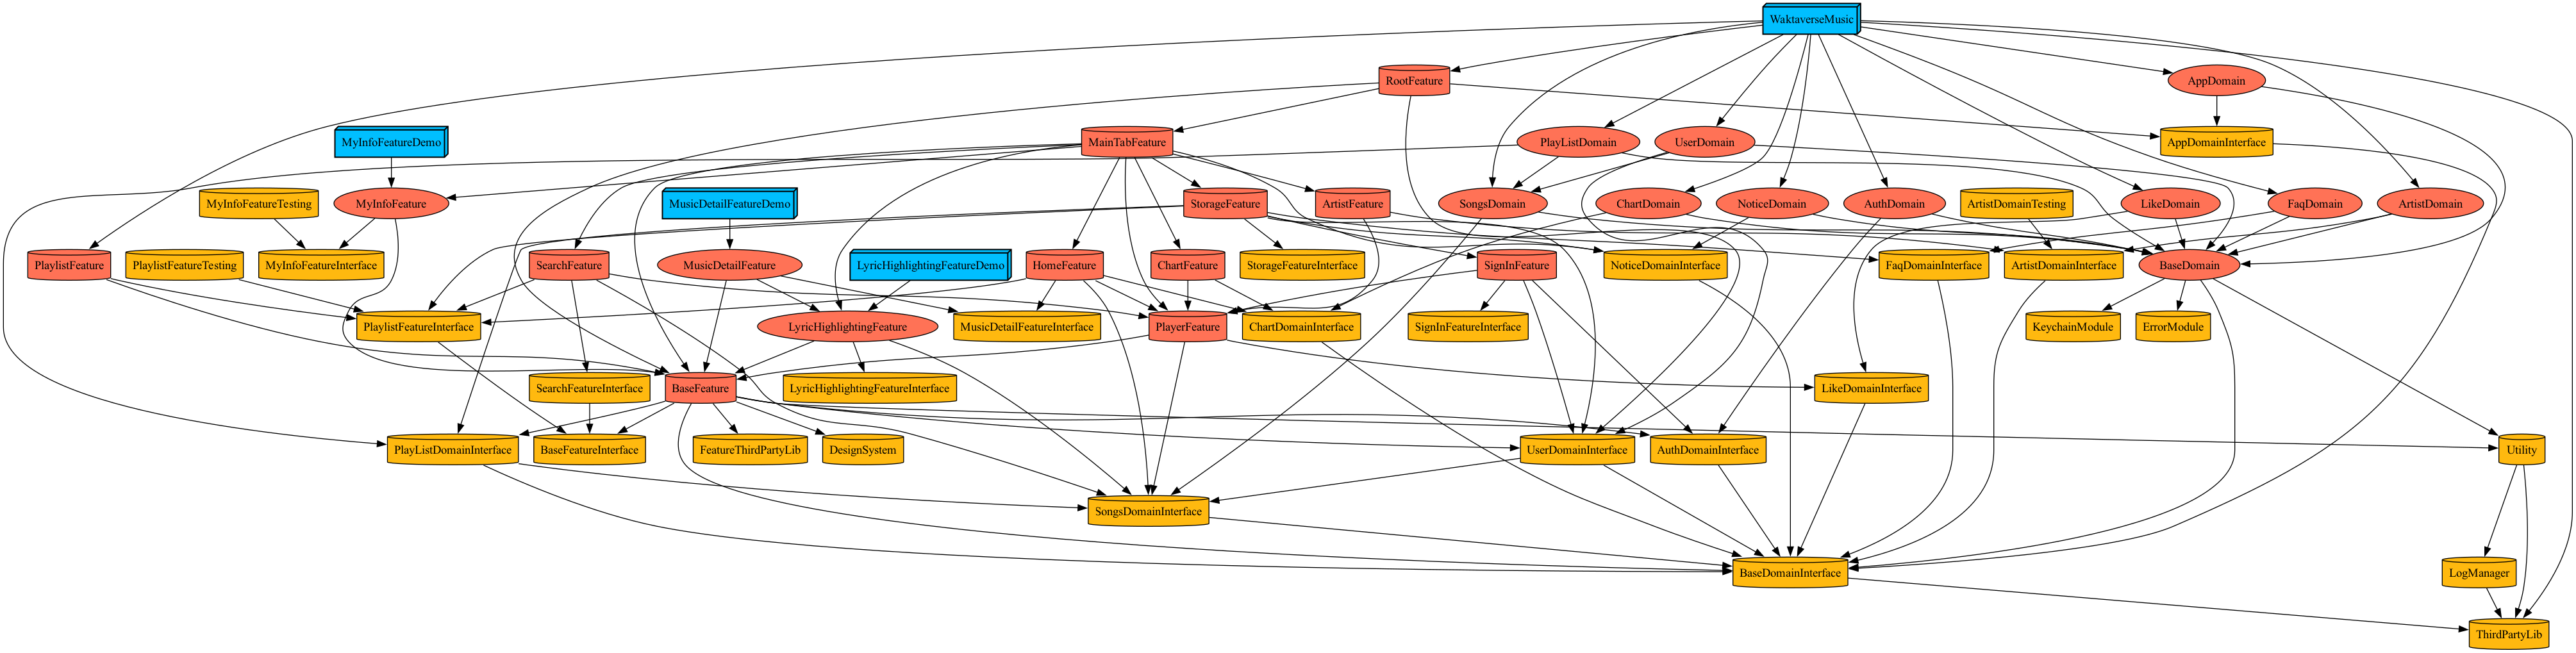 WaktaverseMusic
RootFeature
AppDomain
MyInfoFeatureDemo
MainTabFeature
PlayListDomain
UserDomain
AppDomainInterface
MyInfoFeatureTesting
MyInfoFeature
MusicDetailFeatureDemo
StorageFeature
ArtistFeature
SongsDomain
ChartDomain
NoticeDomain
AuthDomain
ArtistDomainTesting
LikeDomain
FaqDomain
ArtistDomain
PlaylistFeature
PlaylistFeatureTesting
MyInfoFeatureInterface
SearchFeature
MusicDetailFeature
LyricHighlightingFeatureDemo
HomeFeature
ChartFeature
StorageFeatureInterface
SignInFeature
NoticeDomainInterface
FaqDomainInterface
ArtistDomainInterface
BaseDomain
PlaylistFeatureInterface
LyricHighlightingFeature
MusicDetailFeatureInterface
PlayerFeature
ChartDomainInterface
SignInFeatureInterface
KeychainModule
ErrorModule
SearchFeatureInterface
BaseFeature
LyricHighlightingFeatureInterface
LikeDomainInterface
PlayListDomainInterface
BaseFeatureInterface
FeatureThirdPartyLib
DesignSystem
UserDomainInterface
AuthDomainInterface
Utility
SongsDomainInterface
BaseDomainInterface
LogManager
ThirdPartyLib